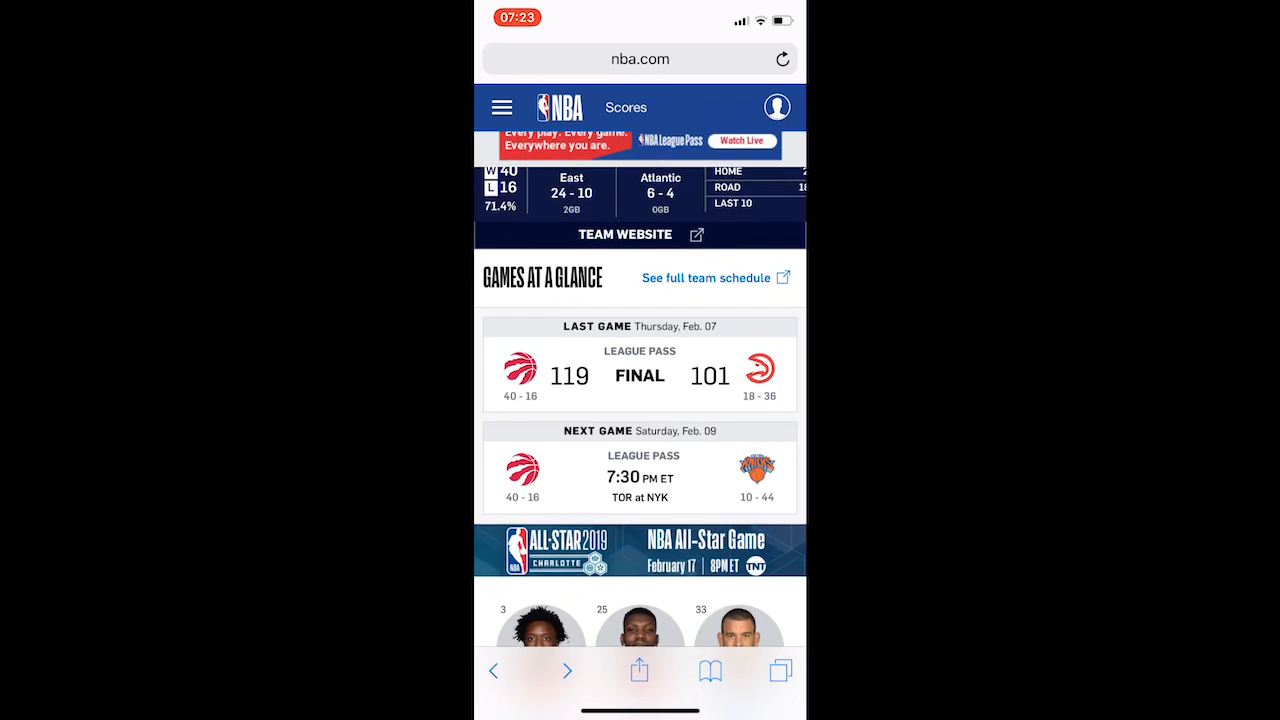 07:23
nba.com
NBA Scores
Every play. Every game.
Everywhere you are.
NBA League Pass
Watch Live
W 40
L 16
71.4%
East
24 - 10
2GB
Atlantic
6 - 4
0GB
HOME
ROAD
LAST 10
TEAM WEBSITE
GAMES AT A GLANCE
See full team schedule
LAST GAME Thursday, Feb. 07
LEAGUE PASS
119 FINAL 101
40 - 16
18 - 36
NEXT GAME Saturday, Feb. 09
LEAGUE PASS
7:30 PM ET
40 - 16
TOR at NYK
KNICKS
10 - 44
NBA
ALL-STAR 2019
CHARLOTTE
NBA All-Star Game
February 17 | 8PM ET TNT
3
25
33